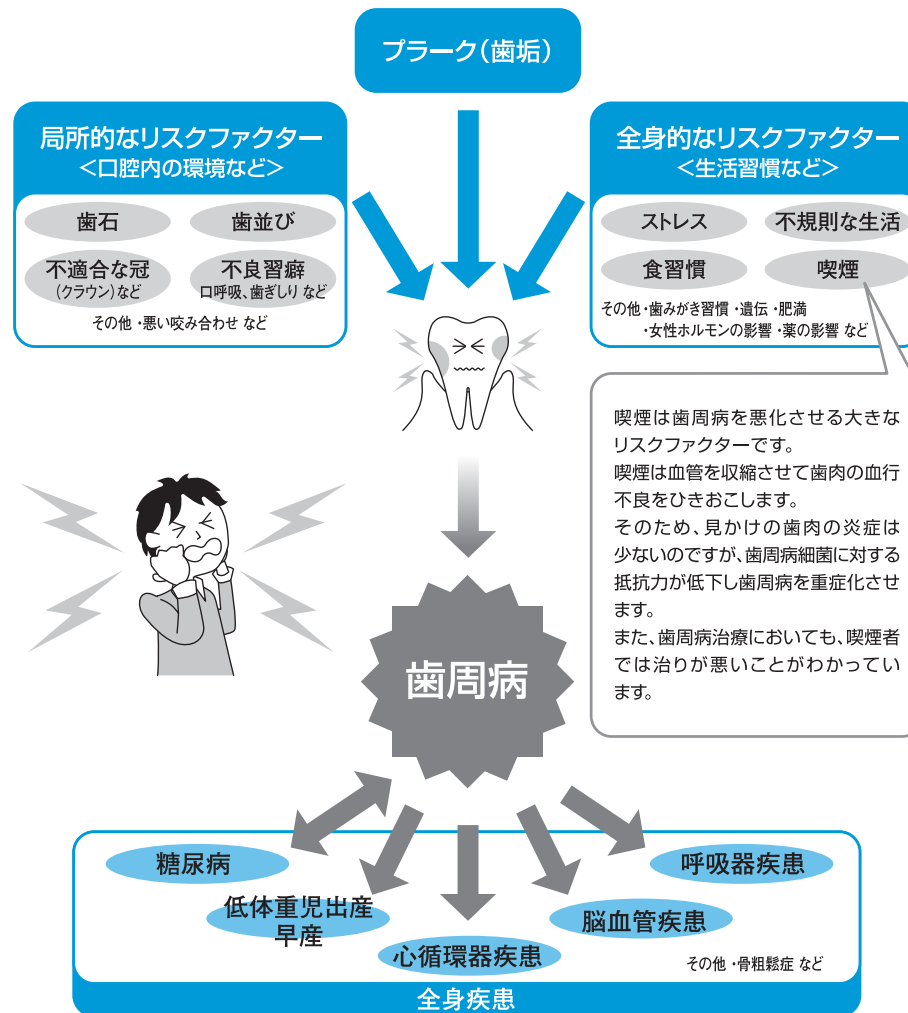 プラーク(歯垢)
局所的なリスクファクター
<口腔内の環境など>
歯石
歯並び
不適合な冠
(クラウン)など
不良習癖
口呼吸、歯ぎしり など
その他 ・悪い咬み合わせ など
全身的なリスクファクター
<生活習慣など>
ストレス
不規則な生活
食習慣
喫煙
その他・歯みがき習慣 ・遺伝 ・肥満
・女性ホルモンの影響 ・薬の影響 など
喫煙は歯周病を悪化させる大きな
リスクファクターです。
喫煙は血管を収縮させて歯肉の血行
不良をひきおこします。
そのため、見かけの歯肉の炎症は
少ないのですが、歯周病細菌に対する
抵抗力が低下し歯周病を重症化させ
ます。
また、歯周病治療においても、喫煙者
では治りが悪いことがわかってい
ます。
歯周病
糖尿病
低体重児出産
早産
心循環器疾患
脳血管疾患
呼吸器疾患
その他 ・骨粗鬆症 など
全身疾患